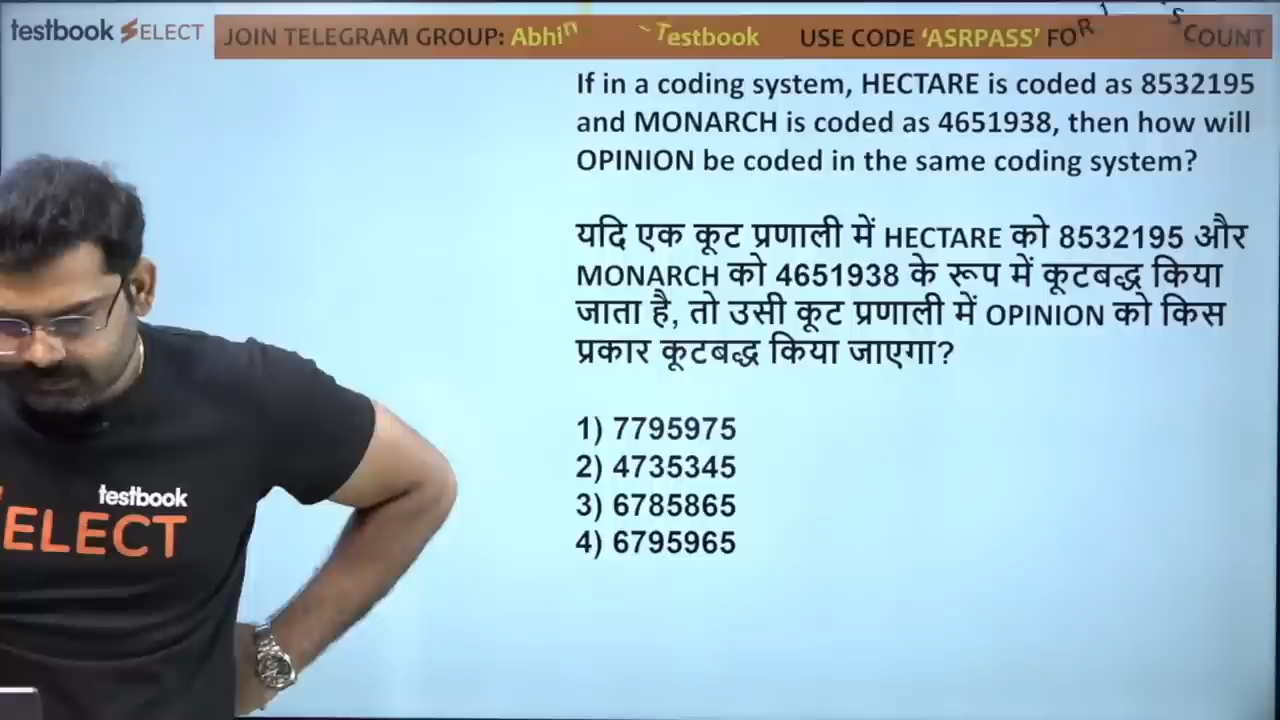 testbook SELECT
JOIN TELEGRAM GROUP: Testbook USE CODE 'ASRPASS' FOR
If in a coding system, HECTARE is coded as 8532195
and MONARCH is coded as 4651938, then how will
OPINION be coded in the same coding system?
यदि एक कूट प्रणाली में HECTARE को 8532195 और
MONARCH को 4651938 के रूप में कूटबद्ध किया
जाता है, तो उसी कूट प्रणाली में OPINION को किस
प्रकार कूटबद्ध किया जाएगा?
1) 7795975
2) 4735345
3) 6785865
4) 6795965
testbook
ELECT